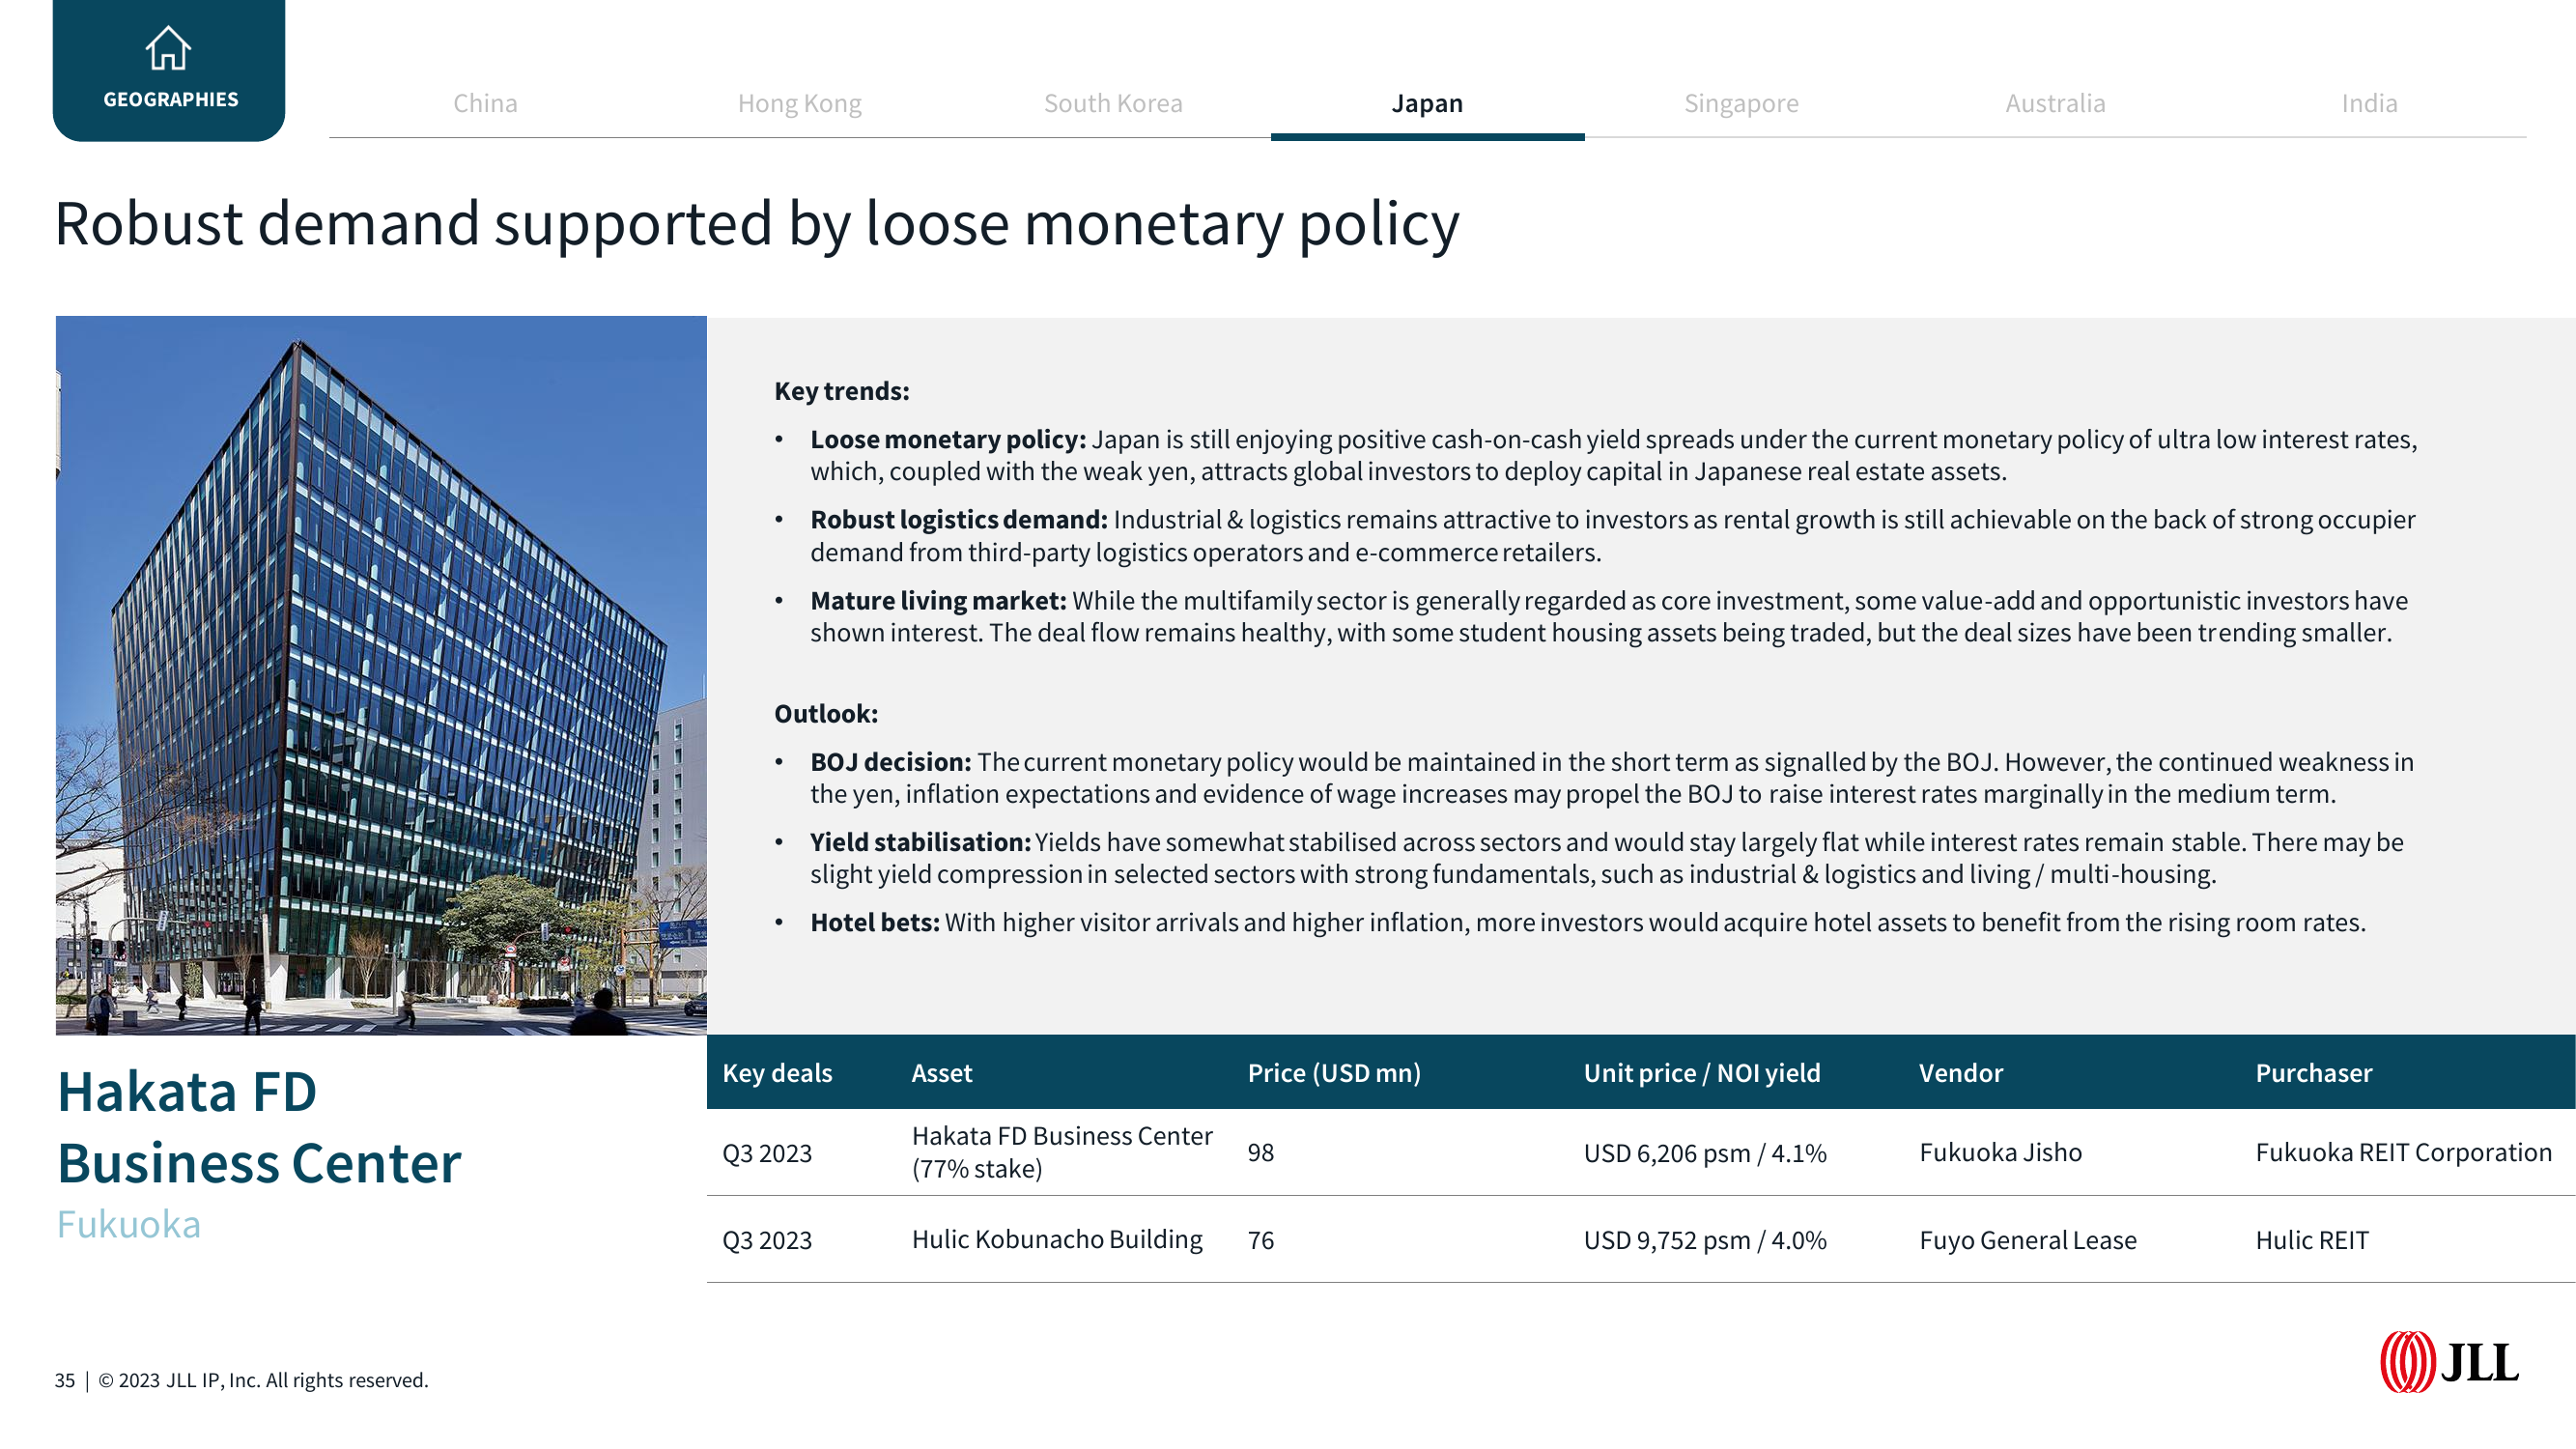 GEOGRAPHIES
China
Hong Kong
South Korea
Japan
Singapore
Australia
India
Robust demand supported by loose monetary policy
Key trends:
• Loose monetary policy: Japan is still enjoying positive cash-on-cash yield spreads under the current monetary policy of ultra low interest rates,
which, coupled with the weak yen, attracts global investors to deploy capital in Japanese real estate assets.
• Robust logistics demand: Industrial & logistics remains attractive to investors as rental growth is still achievable on the back of strong occupier
demand from third-party logistics operators and e-commerce retailers.
• Mature living market: While the multifamily sector is generally regarded as core investment, some value-add and opportunistic investors have
shown interest. The deal flow remains healthy, with some student housing assets being traded, but the deal sizes have been trending smaller.
Outlook:
• BOJ decision: The current monetary policy would be maintained in the short term as signalled by the BOJ. However, the continued weakness in
the yen, inflation expectations and evidence of wage increases may propel the BOJ to raise interest rates marginally in the medium term.
• Yield stabilisation: Yields have somewhat stabilised across sectors and would stay largely flat while interest rates remain stable. There may be
slight yield compression in selected sectors with strong fundamentals, such as industrial & logistics and living / multi-housing.
• Hotel bets: With higher visitor arrivals and higher inflation, more investors would acquire hotel assets to benefit from the rising room rates.
Hakata FD
Business Center
Fukuoka
Key deals Asset Price (USD mn) Unit price / NOI yield Vendor Purchaser
Q3 2023 Hakata FD Business Center
(77% stake) 98 USD 6,206 psm / 4.1% Fukuoka Jisho Fukuoka REIT Corporation
Q3 2023 Hulic Kobunacho Building 76 USD 9,752 psm / 4.0% Fuyo General Lease Hulic REIT
35 | © 2023 JLL IP, Inc. All rights reserved.
JLL